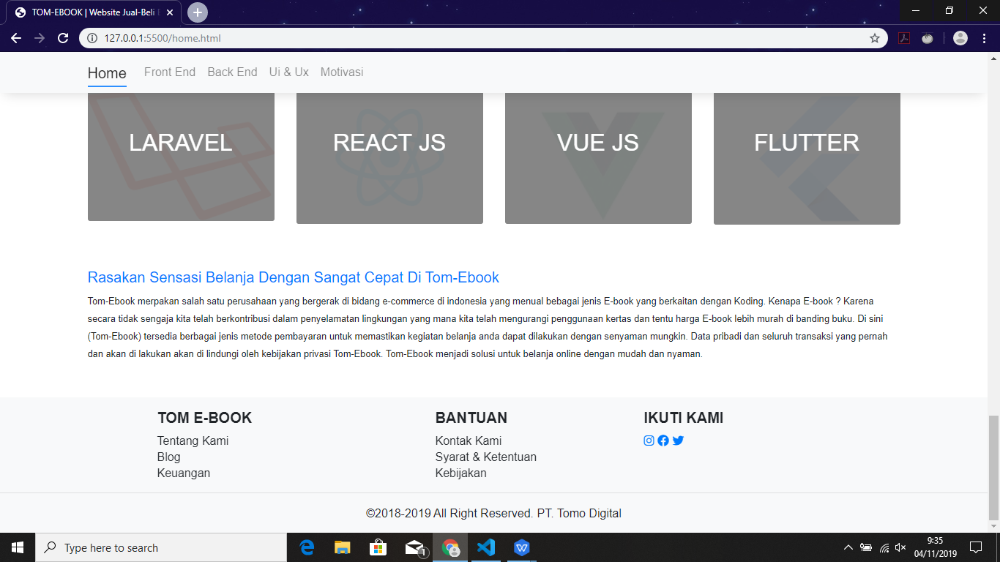 TOM-EBOOK | Website Jual-Beli
127.0.0.1:5500/home.html
Home Front End Back End Ui & Ux Motivasi
LARAVEL REACT JS VUE JS FLUTTER
Rasakan Sensasi Belanja Dengan Sangat Cepat Di Tom-Ebook
Tom-Ebook merpakan salah satu perusahaan yang bergerak di bidang e-commerce di indonesia yang menual bebagai jenis E-book yang berkaitan dengan Koding. Kenapa E-book ? Karena
secara tidak sengaja kita telah berkontribusi dalam penyelamatan lingkungan yang mana kita telah mengurangi penggunaan kertas dan tentu harga E-book lebih murah di banding buku. Di sini
(Tom-Ebook) tersedia berbagai jenis metode pembayaran untuk memastikan kegiatan belanja anda dapat dilakukan dengan senyaman mungkin. Data pribadi dan seluruh transaksi yang pernah
dan akan di lakukan akan di lindungi oleh kebijakan privasi Tom-Ebook. Tom-Ebook menjadi solusi untuk belanja online dengan mudah dan nyaman.
TOM E-BOOK
Tentang Kami
Blog
Keuangan
BANTUAN
Kontak Kami
Syarat & Ketentuan
Kebijakan
IKUTI KAMI
©2018-2019 All Right Reserved. PT. Tomo Digital
Type here to search
1
9:35
04/11/2019